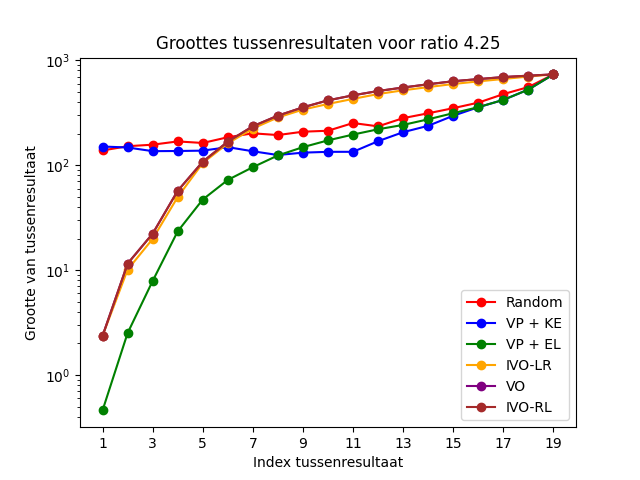 Groottes tussenresultaten voor ratio 4.25
10³
10²
10¹
10⁰
Grootte van tussenresultaat
1 3 5 7 9 11 13 15 17 19
Index tussenresultaat
Random
VP + KE
VP + EL
IVO-LR
VO
IVO-RL